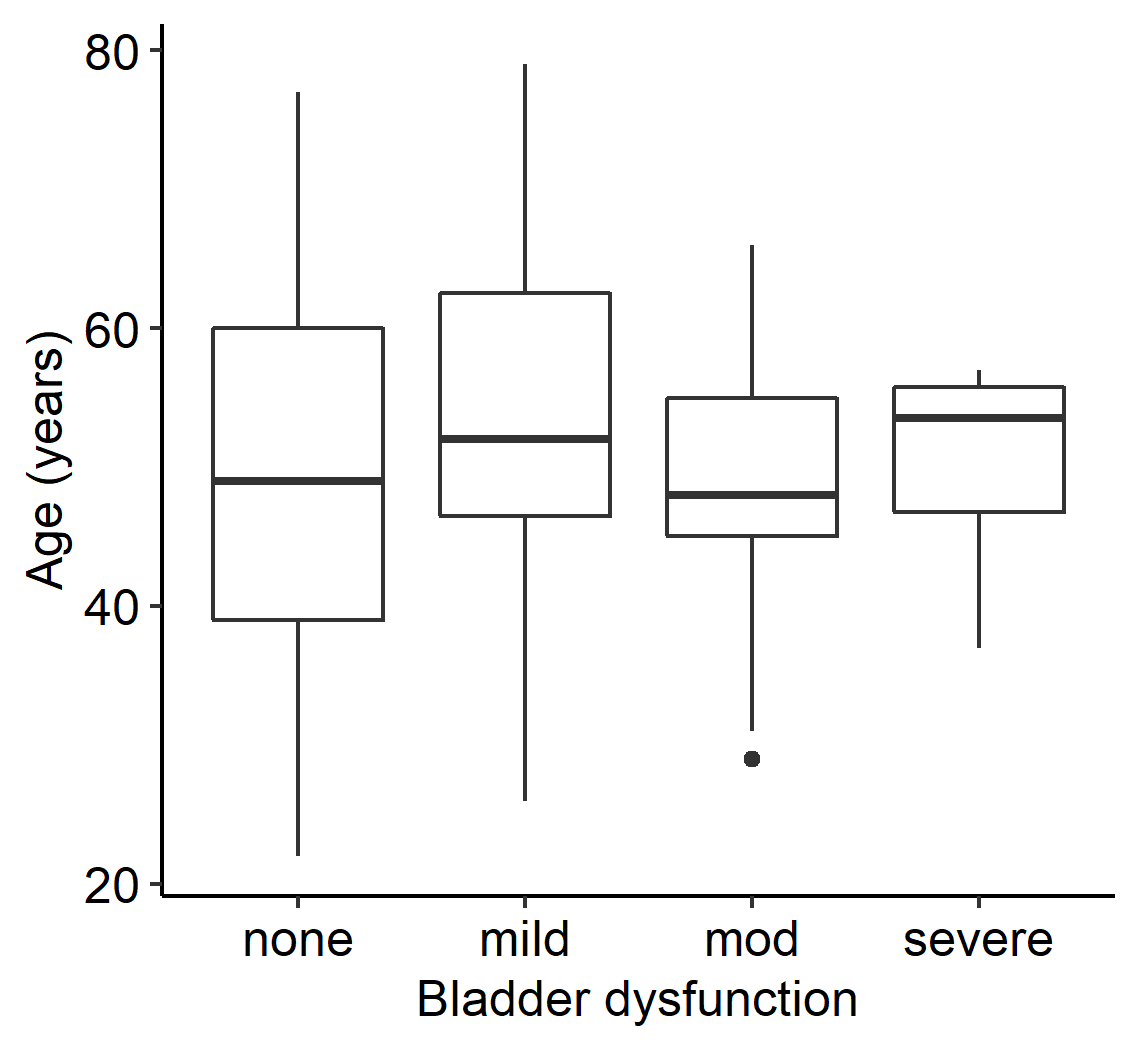 Age (years)
80
60
40
20
none mild mod severe
Bladder dysfunction